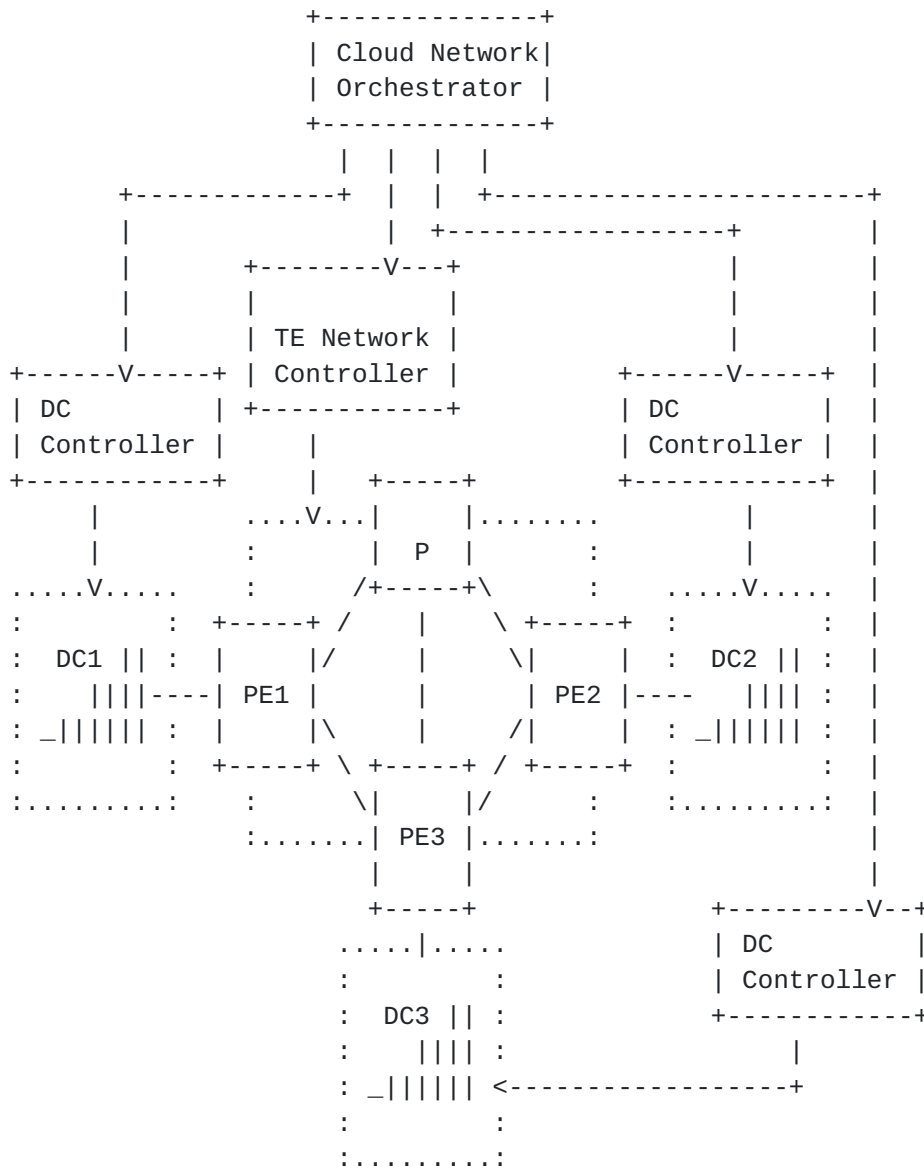 Cloud Network
Orchestrator
TE Network
Controller
DC
Controller
DC
Controller
P
DC1
PE1
PE2
DC2
PE3
DC
Controller
DC3